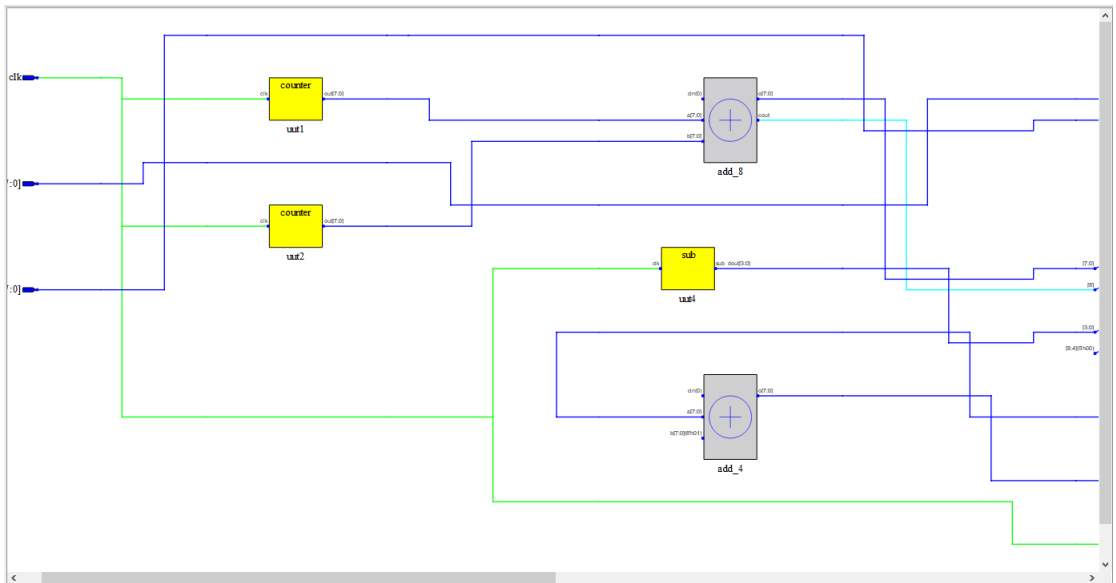 clk
counter
clk
out[7:0]
uut1
cin(0)
a[7:0]
b[7:0]
o[7:0]
cout
add_8
7:0]
counter
clk
out[7:0]
uut2
sub
clk
sub_dout[3:0]
uut4
[7:0]
7:0]
[8]
[3:0]
[8:4](5'h00)
cin(0)
a[7:0]
b[7:0](8'h01)
o[7:0]
add_4